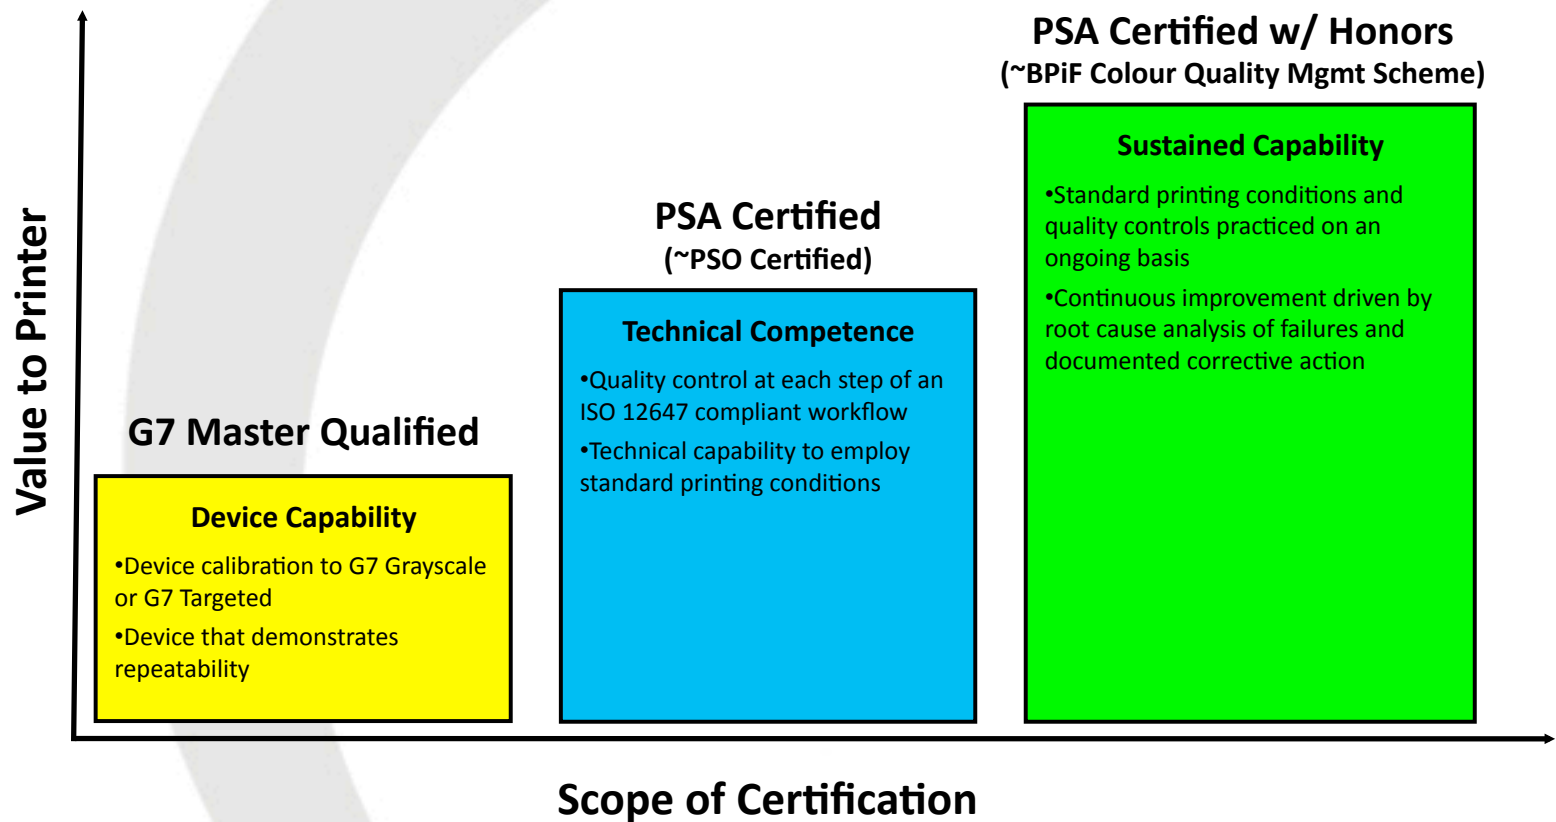 PSA Certified w/ Honors
(~BPiF Colour Quality Mgmt Scheme)
Sustained Capability
•Standard printing conditions and
quality controls practiced on an
ongoing basis
•Continuous improvement driven by
root cause analysis of failures and
documented corrective action
PSA Certified
(~PSO Certified)
Technical Competence
•Quality control at each step of an
ISO 12647 compliant workflow
•Technical capability to employ
standard printing conditions
G7 Master Qualified
Device Capability
•Device calibration to G7 Grayscale
or G7 Targeted
•Device that demonstrates
repeatability
Value to Printer
Scope of Certification